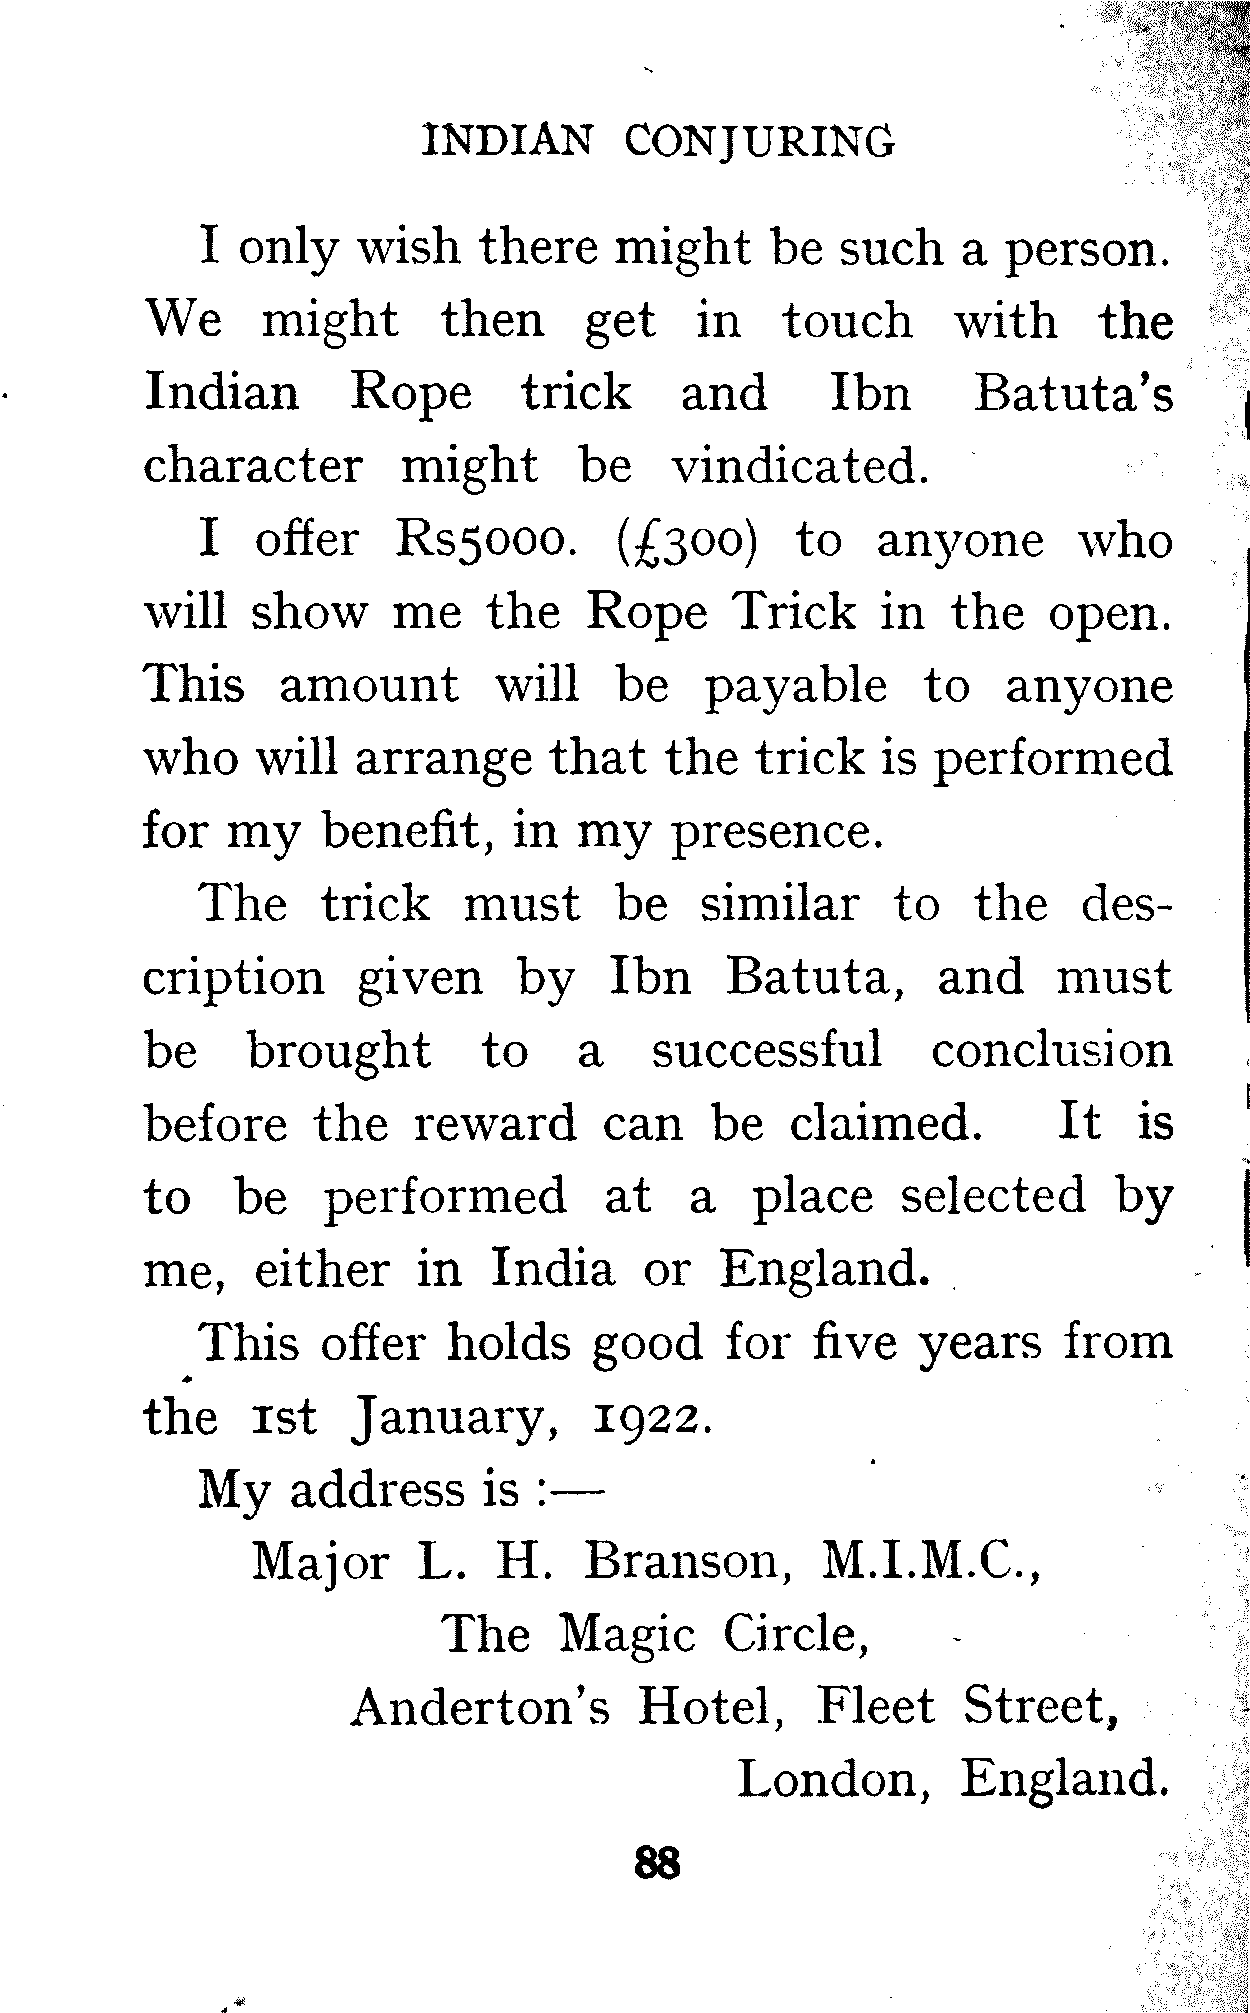 INDIAN CONJURING
I only wish there might be such a person.
We might then get in touch with the
Indian Rope trick and Ibn Batuta's
character might be vindicated.
I offer Rs5000. (£300) to anyone who
will show me the Rope Trick in the open.
This amount will be payable to anyone
who will arrange that the trick is performed
for my benefit, in my presence.
The trick must be similar to the des-
cription given by Ibn Batuta, and must
be brought to a successful conclusion
before the reward can be claimed. It is
to be performed at a place selected by
me, either in India or England.
This offer holds good for five years from
the 1st January, 1922.
My address is :—
Major L. H. Branson, M.I.M.C.,
The Magic Circle,
Anderton's Hotel, Fleet Street,
London, England.
88